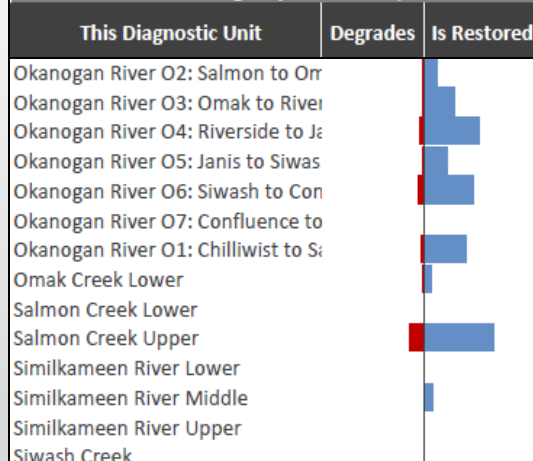 This Diagnostic Unit Degrades Is Restored
Okanogan River O2: Salmon to Om
Okanogan River O3: Omak to River
Okanogan River O4: Riverside to Ja
Okanogan River O5: Janis to Siwas
Okanogan River O6: Siwash to Con
Okanogan River O7: Confluence to
Okanogan River O1: Chilliwist to Sa
Omak Creek Lower
Salmon Creek Lower
Salmon Creek Upper
Similkameen River Lower
Similkameen River Middle
Similkameen River Upper
Siwash Creek